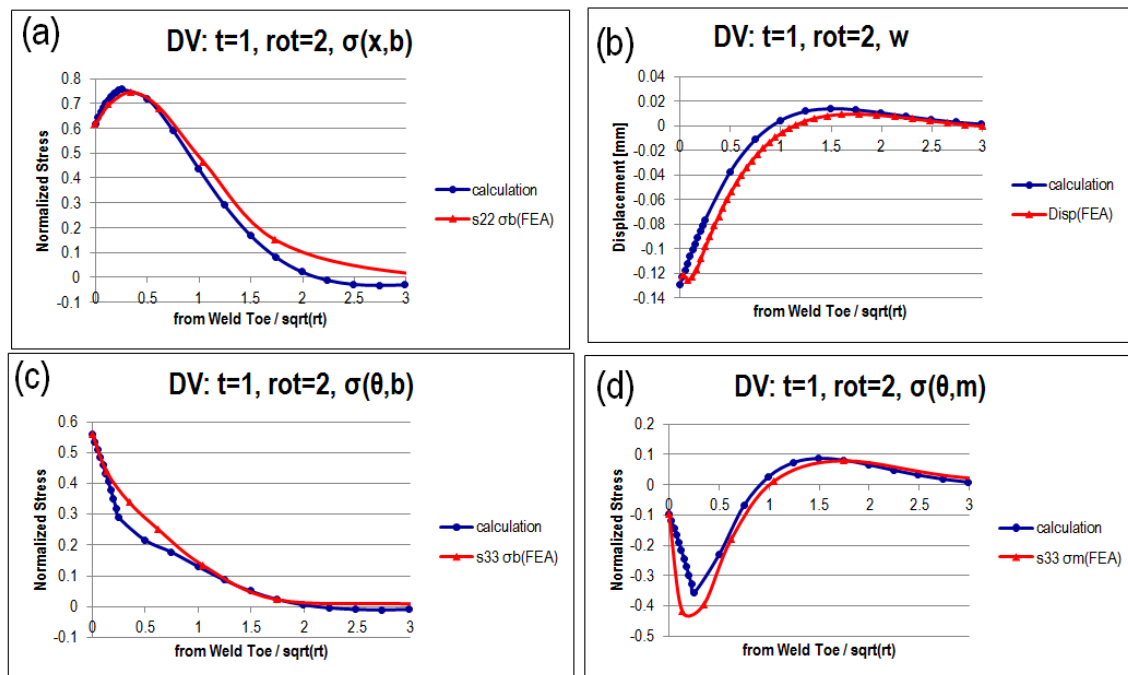 (a)
DV: t=1, rot=2, σ(x,b)
0.8
0.7
0.6
0.5
0.4
0.3
0.2
0.1
0
-0.1
0 0.5 1 1.5 2 2.5 3
Normalized Stress
from Weld Toe / sqrt(rt)
calculation
s22 σb(FEA)
(b)
DV: t=1, rot=2, w
0.04
0.02
0
-0.02
-0.04
-0.06
-0.08
-0.1
-0.12
-0.14
0 0.5 1 1.5 2 2.5 3
Displacement [mm]
from Weld Toe / sqrt(rt)
calculation
Disp(FEA)
(c)
DV: t=1, rot=2, σ(θ,b)
0.6
0.5
0.4
0.3
0.2
0.1
0
-0.1
0 0.5 1 1.5 2 2.5 3
Normalized Stress
from Weld Toe / sqrt(rt)
calculation
s33 σb(FEA)
(d)
DV: t=1, rot=2, σ(θ,m)
0.2
0.1
0
-0.1
-0.2
-0.3
-0.4
-0.5
0 0.5 1 1.5 2 2.5 3
Normalized Stress
from Weld Toe / sqrt(rt)
calculation
s33 σm(FEA)